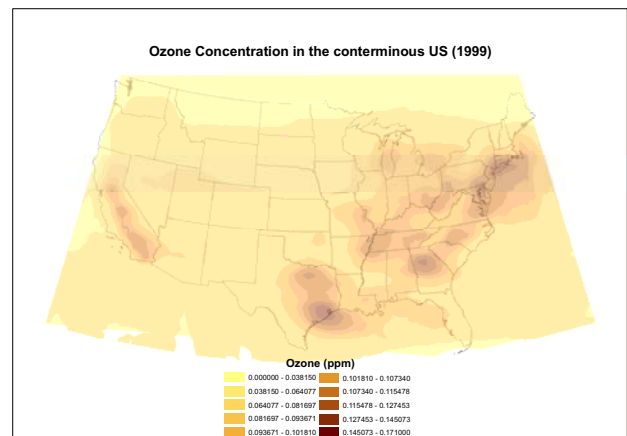 Ozone Concentration in the conterminous US (1999)
Ozone (ppm)
0.000000 - 0.038150
0.038150 - 0.064077
0.064077 - 0.081697
0.081697 - 0.093671
0.093671 - 0.101810
0.101810 - 0.107340
0.107340 - 0.115478
0.115478 - 0.127453
0.127453 - 0.145073
0.145073 - 0.171000